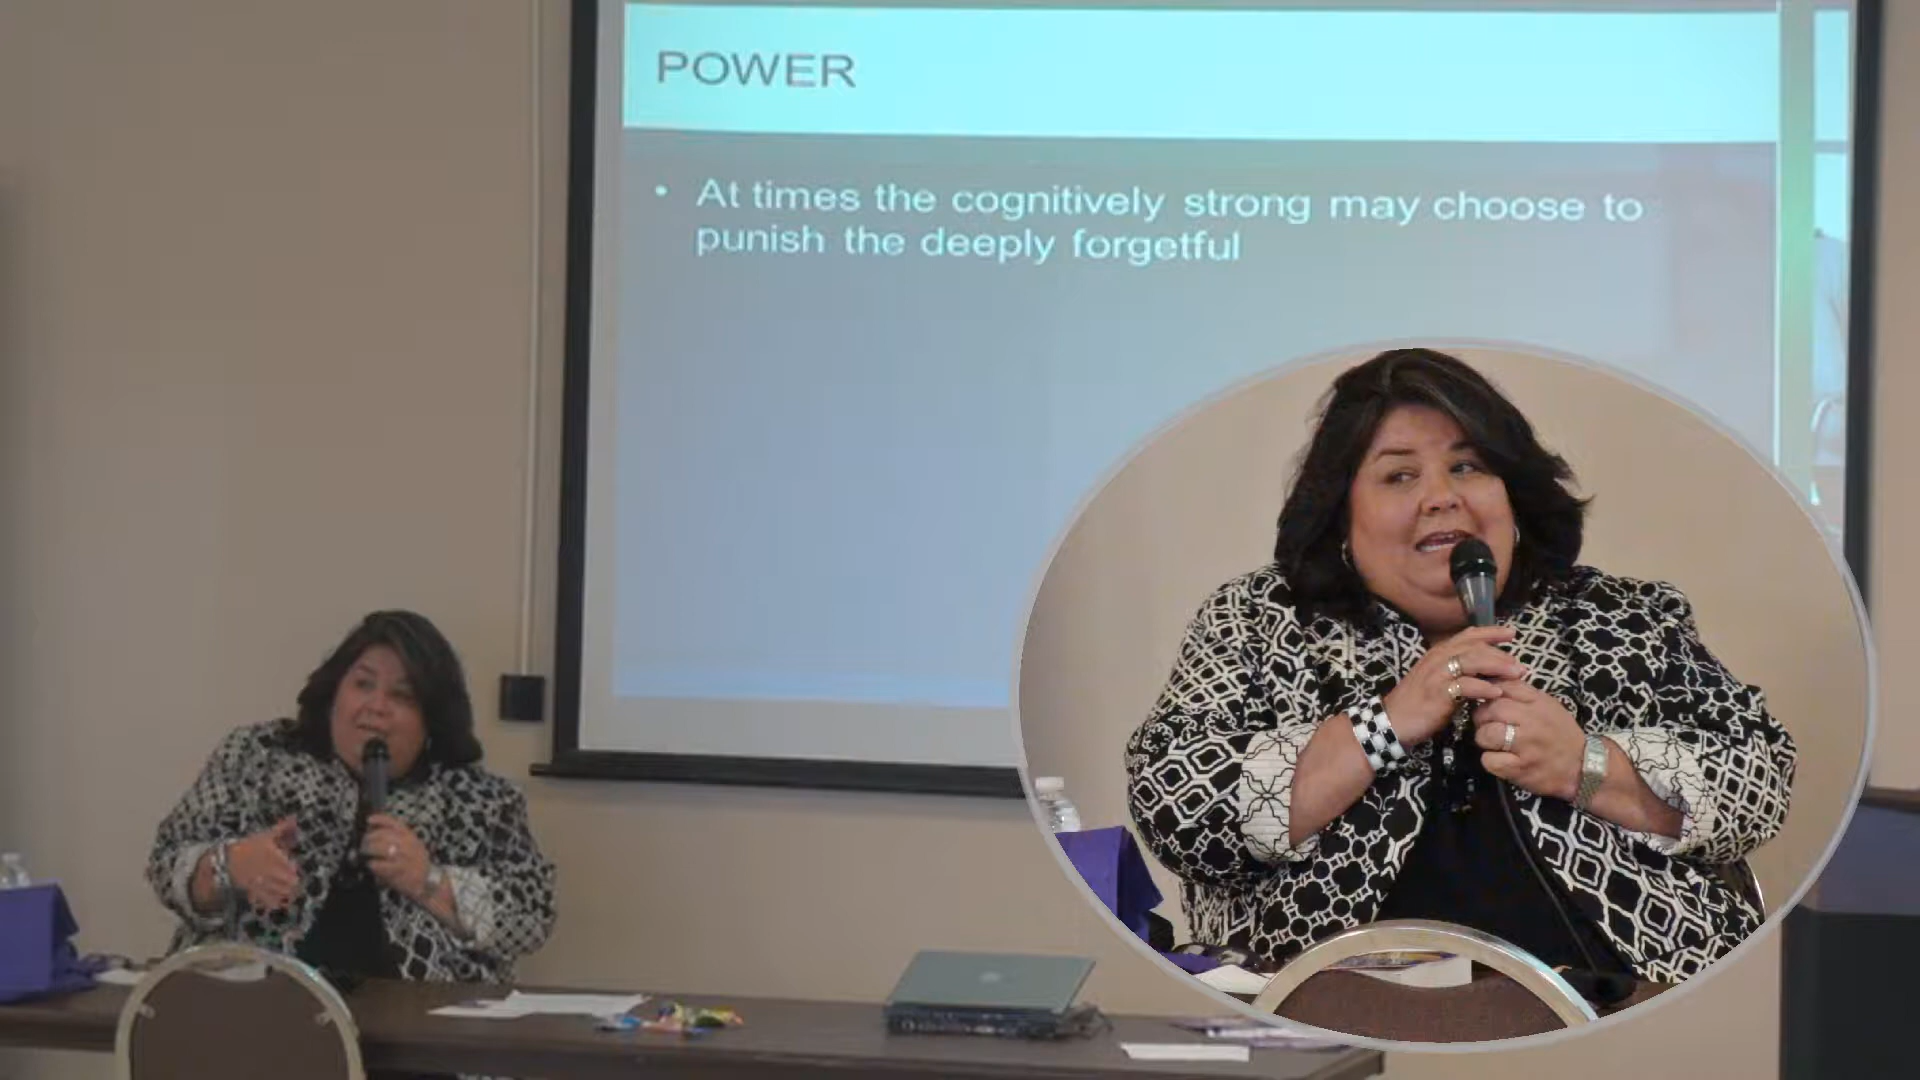 POWER
• At times the cognitively strong may choose to
punish the deeply forgetful